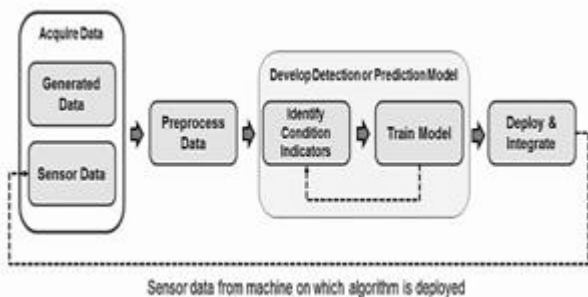 Acquire Data
Generated
Data
Sensor Data
Preprocess
Data
Develop Detection or Prediction Model
Identify
Condition
Indicators
Train Model
Deploy &
Integrate
Sensor data from machine on which algorithm is deployed